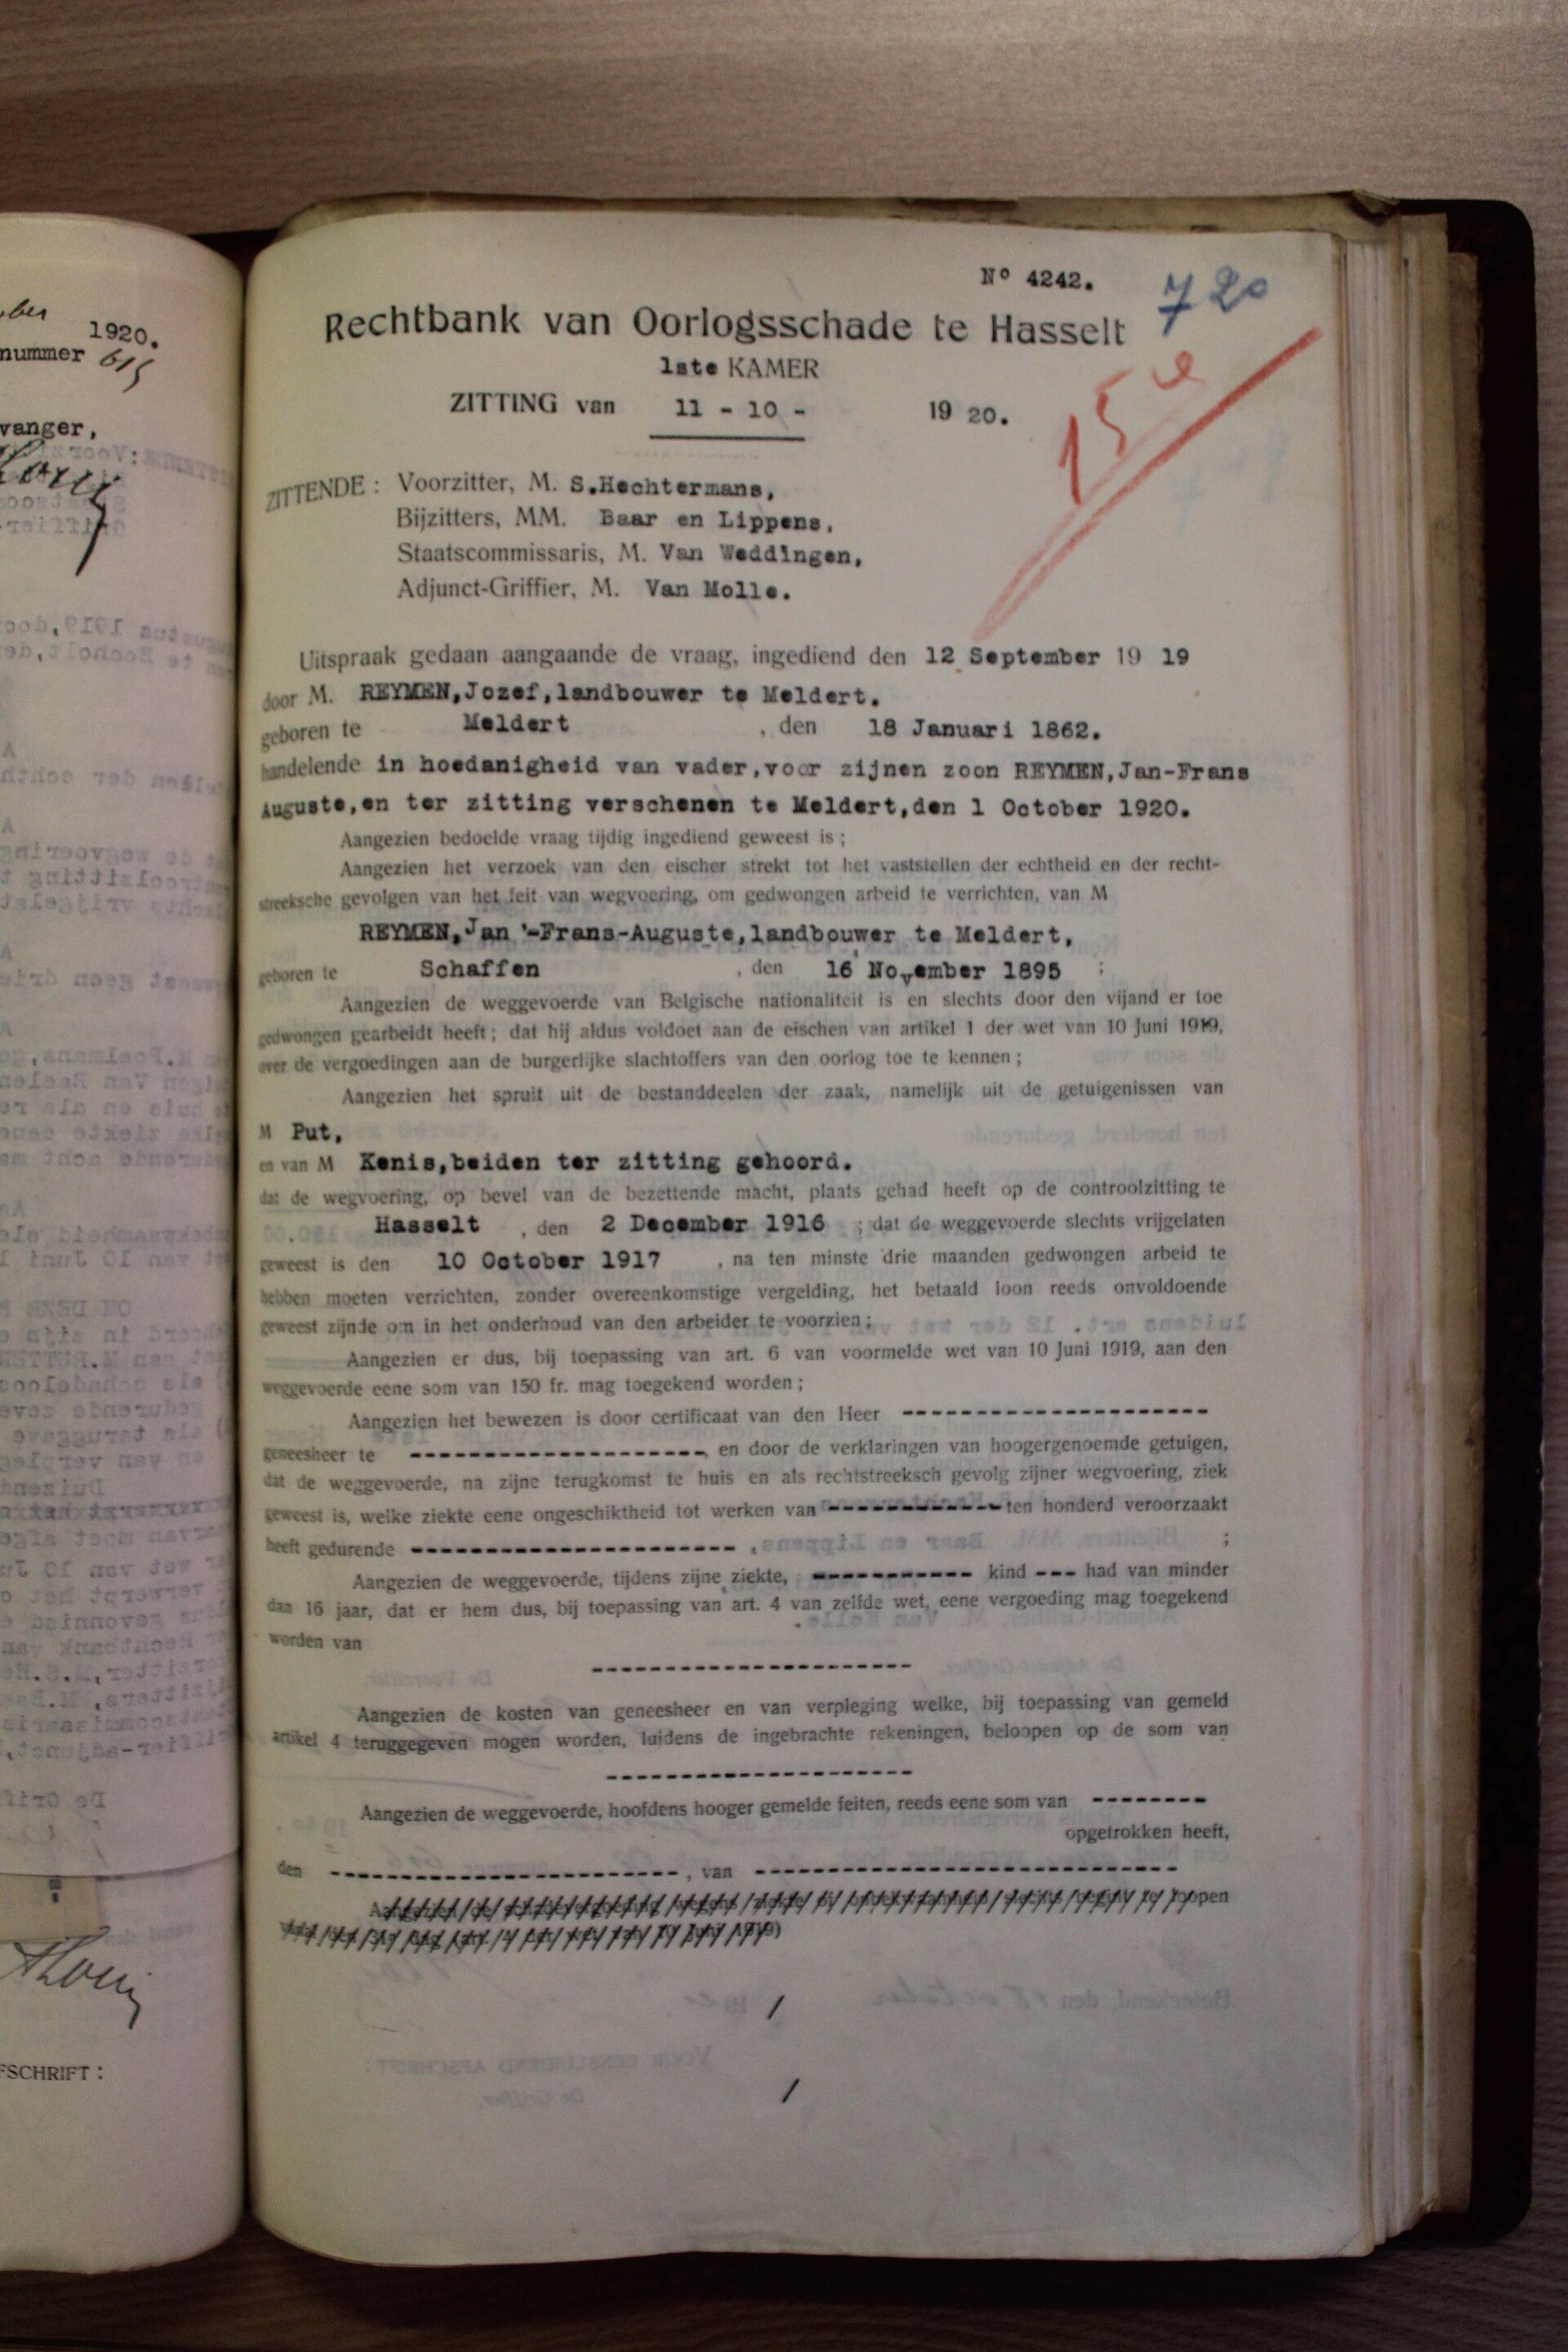 1920.
nummer 615
vanger,
FSCHRIFT :
Nº 4242.
720
Rechtbank van Oorlogsschade te Hasselt
1ste KAMER
15e
ZITTING van 11 - 10 - 19 20.
ZITTENDE : Voorzitter, M. S.Hechtermans,
Bijzitters, MM. Baar en Lippens,
Staatscommissaris, M. Van Weddingen,
Adjunct-Griffier, M. Van Molle.
Uitspraak gedaan aangaande de vraag, ingediend den 12 September 19 19
door M. REYMEN,Jozef,landbouwer te Meldert.
geboren te Meldert , den 18 Januari 1862.
handelende in hoedanigheid van vader,voor zijnen zoon REYMEN,Jan-Frans
Auguste,en ter zitting verschenen te Meldert,den 1 October 1920.
Aangezien bedoelde vraag tijdig ingediend geweest is ;
Aangezien het verzoek van den eischer strekt tot het vaststellen der echtheid en der recht-
streeksche gevolgen van het feit van wegvoering, om gedwongen arbeid te verrichten, van M
REYMEN,Jan '-Frans-Auguste,landbouwer te Meldert,
geboren te Schaffen , den 16 November 1895 ;
Aangezien de weggevoerde van Belgische nationaliteit is en slechts door den vijand er toe
gedwongen gearbeidt heeft ; dat hij aldus voldoet aan de eischen van artikel 1 der wet van 10 Juni 1919,
over de vergoedingen aan de burgerlijke slachtoffers van den oorlog toe te kennen ;
Aangezien het spruit uit de bestanddeelen der zaak, namelijk uit de getuigenissen van
M Put,
en van M Kenis,beiden ter zitting gehoord.
dat de wegvoering, op bevel van de bezettende macht, plaats gehad heeft op de controolzitting te
Hasselt , den 2 December 1916 ; dat de weggevoerde slechts vrijgelaten
geweest is den 10 October 1917 , na ten minste drie maanden gedwongen arbeid te
hebben moeten verrichten, zonder overeenkomstige vergelding, het betaald loon reeds onvoldoende
geweest zijnde om in het onderhoud van den arbeider te voorzien ;
Aangezien er dus, bij toepassing van art. 6 van voormelde wet van 10 Juni 1919, aan den
weggevoerde eene som van 150 fr. mag toegekend worden ;
Aangezien het bewezen is door certificaat van den Heer ---------------------
geneesheer te --------------------, en door de verklaringen van hoogergenoemde getuigen,
dat de weggevoerde, na zijne terugkomst te huis en als rechtstreeksch gevolg zijner wegvoering, ziek
geweest is, welke ziekte eene ongeschiktheid tot werken van ------------ ten honderd veroorzaakt
heeft gedurende ---------------------- ;
Aangezien de weggevoerde, tijdens zijne ziekte, ----------- kind --- had van minder
dan 16 jaar, dat er hem dus, bij toepassing van art. 4 van zelfde wet, eene vergoeding mag toegekend
worden van
----------------------
Aangezien de kosten van geneesheer en van verpleging welke, bij toepassing van gemeld
artikel 4 teruggegeven mogen worden, luidens de ingebrachte rekeningen, beloopen op de som van
---------------------
Aangezien de weggevoerde, hoofdens hooger gemelde feiten, reeds eene som van --------
opgetrokken heeft,
den ------------------------, van -----------------------------